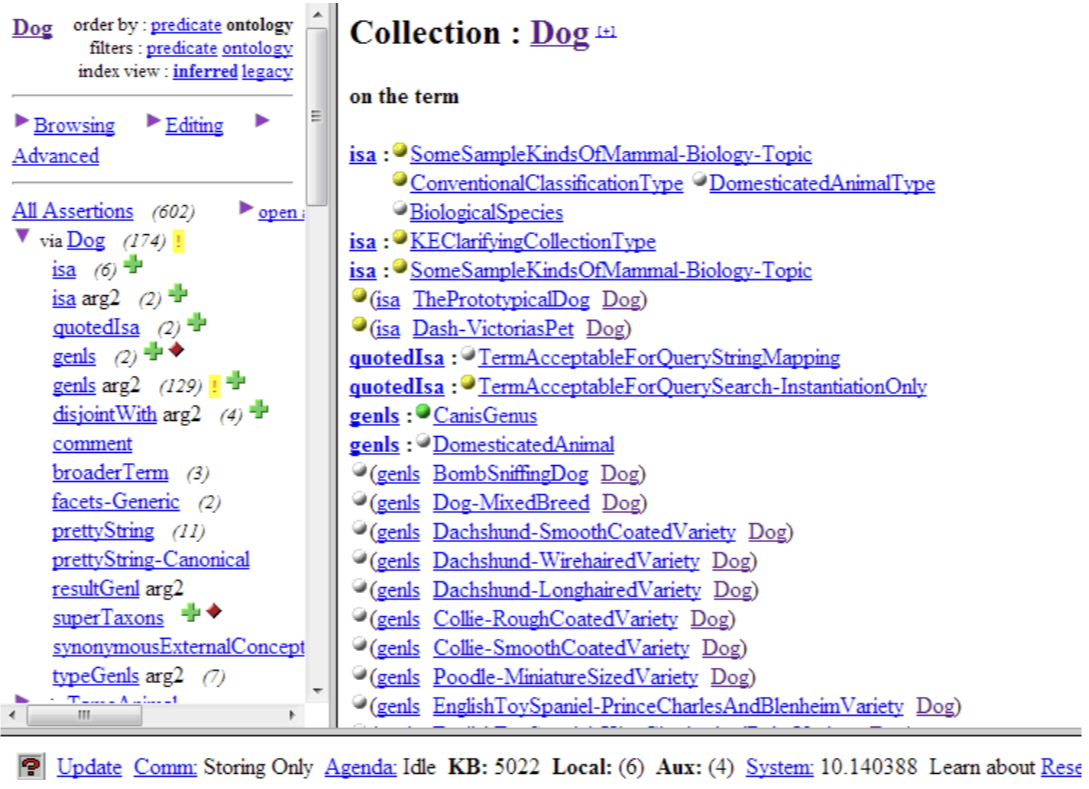 Dog order by : predicate ontology
filters : predicate ontology
index view : inferred legacy
Browsing Editing
Advanced
All Assertions (602) open
via Dog (174) !
isa (6)
isa arg2 (2)
quotedIsa (2)
genls (2)
genls arg2 (129) !
disjointWith arg2 (4)
comment
broaderTerm (3)
facets-Generic (2)
prettyString (11)
prettyString-Canonical
resultGenl arg2
superTaxons
synonymousExternalConcept
typeGenls arg2 (7)
Collection : Dog [+]
on the term
isa : SomeSampleKindsOfMammal-Biology-Topic
ConventionalClassificationType DomesticatedAnimalType
BiologicalSpecies
isa : KEClarifyingCollectionType
isa : SomeSampleKindsOfMammal-Biology-Topic
(isa ThePrototypicalDog Dog)
(isa Dash-VictoriasPet Dog)
quotedIsa : TermAcceptableForQueryStringMapping
quotedIsa : TermAcceptableForQuerySearch-InstantiationOnly
genls : CanisGenus
genls : DomesticatedAnimal
(genls BombSniffingDog Dog)
(genls Dog-MixedBreed Dog)
(genls Dachshund-SmoothCoatedVariety Dog)
(genls Dachshund-WirehairedVariety Dog)
(genls Dachshund-LonghairedVariety Dog)
(genls Collie-RoughCoatedVariety Dog)
(genls Collie-SmoothCoatedVariety Dog)
(genls Poodle-MiniatureSizedVariety Dog)
(genls EnglishToySpaniel-PrinceCharlesAndBlenheimVariety Dog)
? Update Comm: Storing Only Agenda: Idle KB: 5022 Local: (6) Aux: (4) System: 10.140388 Learn about Rese